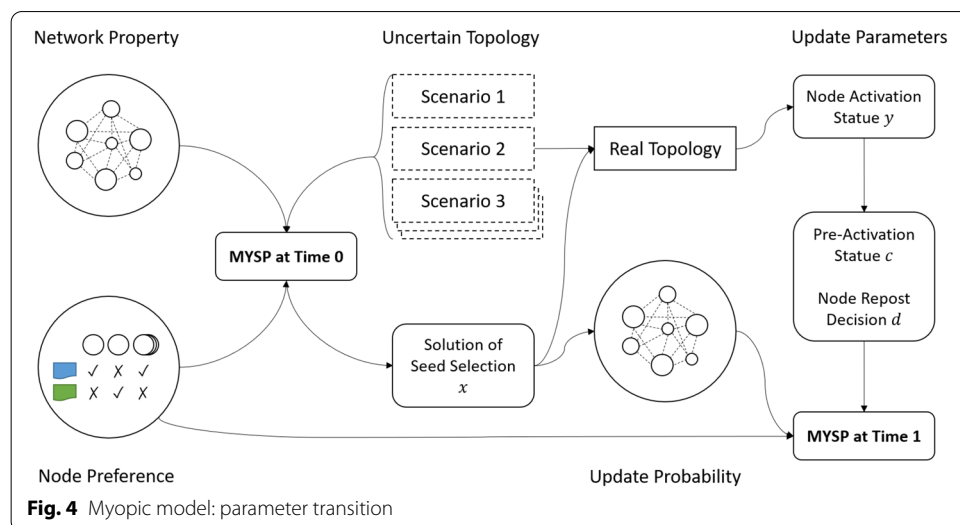 Network Property
Uncertain Topology
Update Parameters
Scenario 1
Scenario 2
Scenario 3
Real Topology
Node Activation
Statue y
MYSP at Time 0
Pre-Activation
Statue c
Node Repost
Decision d
Solution of
Seed Selection
x
MYSP at Time 1
Node Preference
Update Probability
Fig. 4 Myopic model: parameter transition